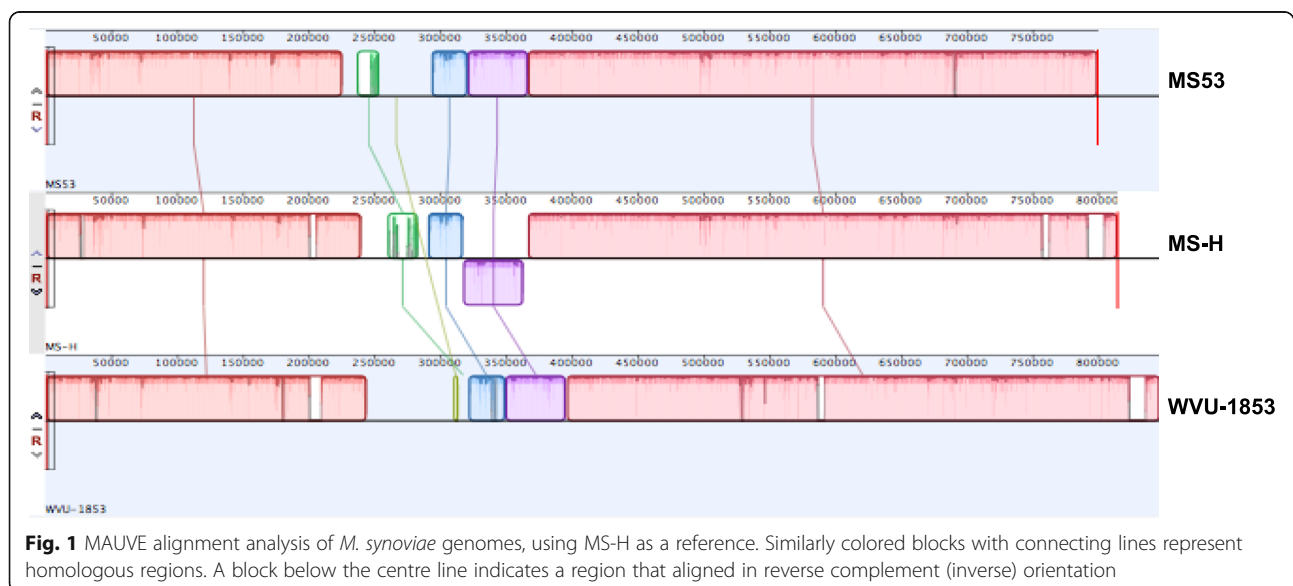 50000 100000 150000 200000 250000 300000 350000 400000 450000 500000 550000 600000 650000 700000 750000
MS53
R
MS53
50000 100000 150000 200000 250000 300000 350000 400000 450000 500000 550000 600000 650000 700000 750000 800000
MS-H
R
MS-H
50000 100000 150000 200000 250000 300000 350000 400000 450000 500000 550000 600000 650000 700000 750000 800000
WVU-1853
R
WVU-1853
Fig. 1 MAUVE alignment analysis of M. synoviae genomes, using MS-H as a reference. Similarly colored blocks with connecting lines represent
homologous regions. A block below the centre line indicates a region that aligned in reverse complement (inverse) orientation